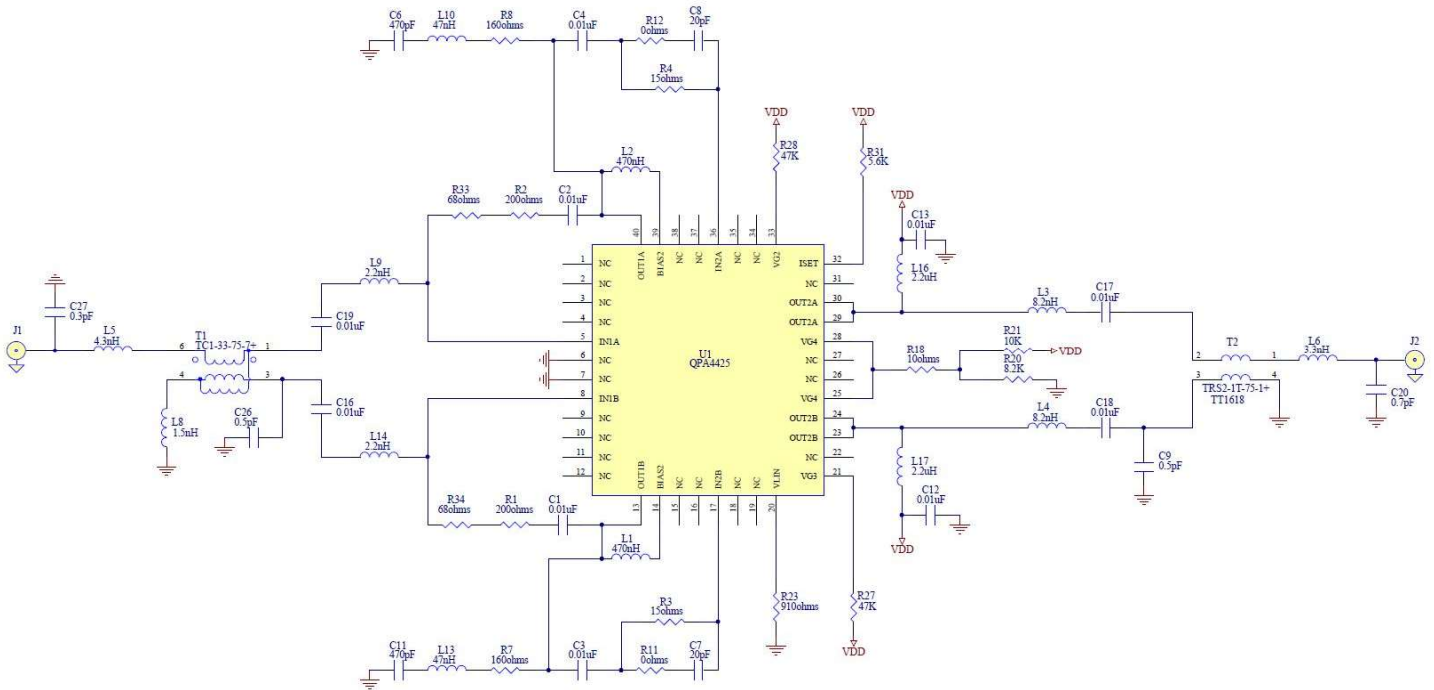 C6
470pF
L10
47nH
R8
160ohms
C4
0.01uF
R12
0ohms
C8
20pF
R4
15ohms
VDD
VDD
R28
47K
R31
5.6K
L2
470nH
R33
68ohms
R2
200ohms
C2
0.01uF
VDD
C13
0.01uF
L16
2.2uH
40
39
38
37
36
35
34
33
OUT1A
BIAS2
NC
NC
IN2A
NC
NC
VG2
1
NC
2
NC
3
NC
4
NC
5
IN1A
6
NC
7
NC
8
IN1B
9
NC
10
NC
11
NC
12
NC
U1
QPA4425
ISET
32
NC
31
OUT2A
30
OUT2A
29
VG4
28
NC
27
NC
26
VG4
25
OUT2B
24
OUT2B
23
NC
22
VG3
21
OUT1B
BIAS2
NC
NC
IN2B
NC
NC
VLIN
13
14
15
16
17
18
19
20
L9
2.2nH
C27
0.3pF
J1
L5
4.3nH
T1
TC1-33-75-7+
6
1
4
3
C19
0.01uF
C16
0.01uF
C26
0.5pF
L8
1.5nH
L14
2.2nH
L3
8.2nH
C17
0.01uF
R18
10ohms
R21
10K
VDD
R20
8.2K
L4
8.2nH
C18
0.01uF
C9
0.5pF
2
T2
1
3
4
TRS2-1T-75-1+
TT1618
L6
3.3nH
J2
C20
0.7pF
L17
2.2uH
C12
0.01uF
VDD
R34
68ohms
R1
200ohms
C1
0.01uF
L1
470nH
R3
15ohms
R23
910ohms
R27
47K
VDD
C11
470pF
L13
47nH
R7
160ohms
C3
0.01uF
R11
0ohms
C7
20pF